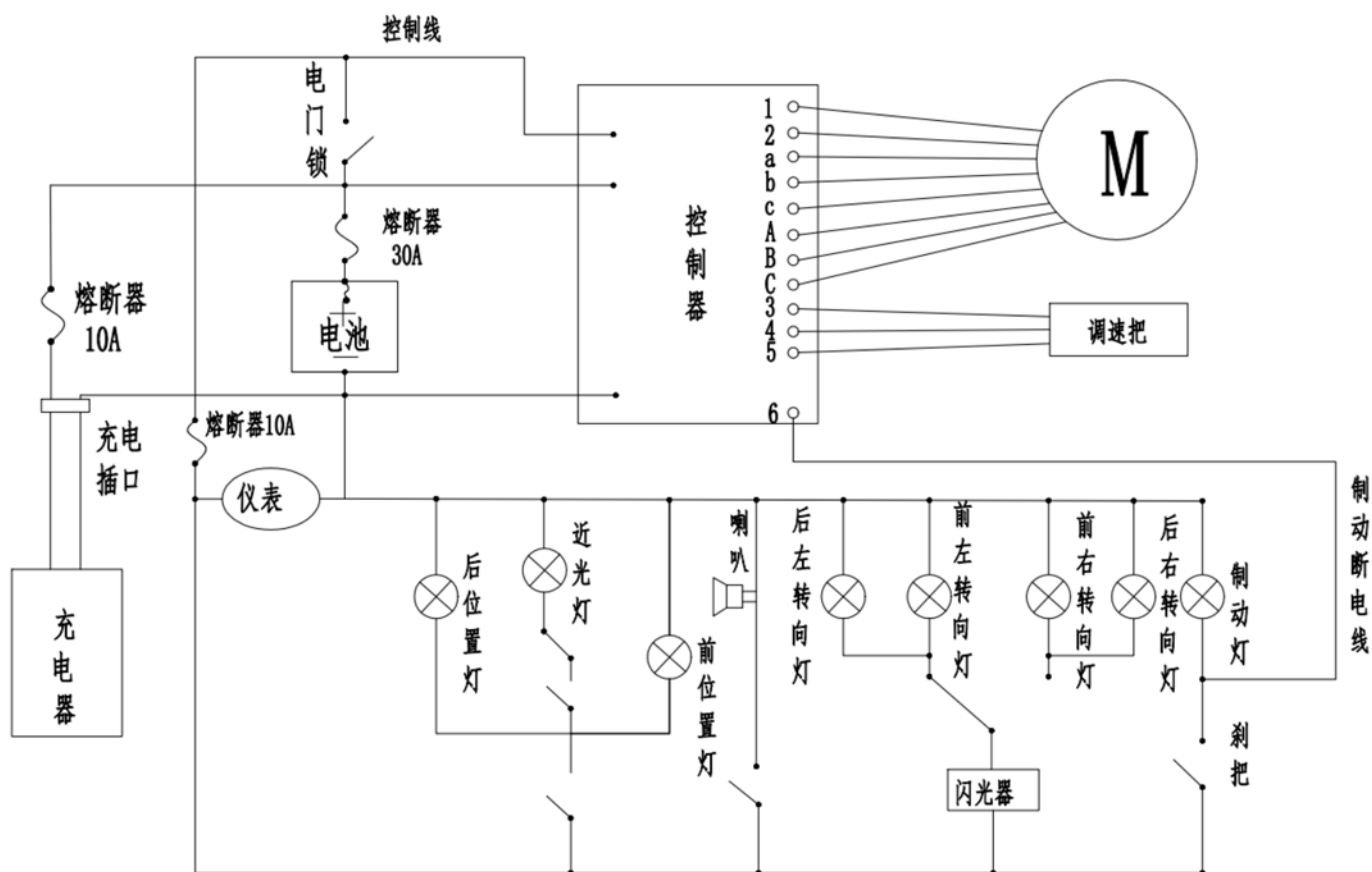 控制线
电门锁
熔断器
30A
熔断器
10A
电池
熔断器10A
充电
插口
仪表
充电器
控制器
1
2
a
b
c
A
B
C
3
4
5
6
M
调速把
制动断电线
后位置灯
近光灯
前位置灯
喇叭
后左转向灯
前左转向灯
前右转向灯
后右转向灯
制动灯
闪光器
刹把